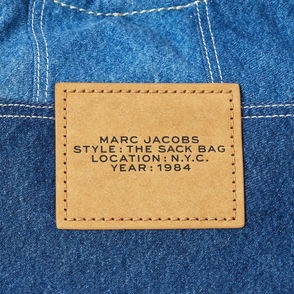 MARC JACOBS
STYLE: THE SACK BAG
LOCATION: N.Y.C.
YEAR: 1984